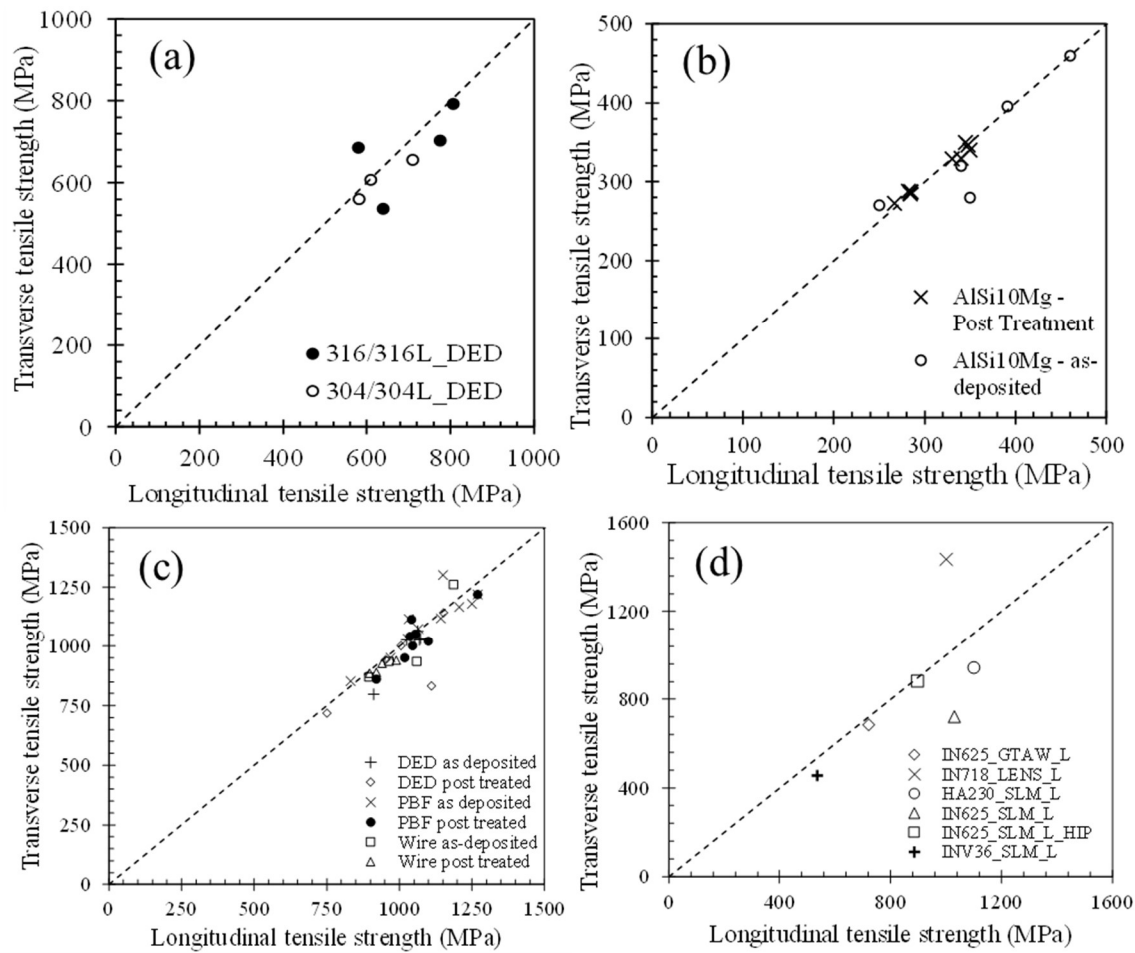 (a)
Transverse tensile strength (MPa)
1000
800
600
400
200
0
0 200 400 600 800 1000
Longitudinal tensile strength (MPa)
316/316L_DED
304/304L_DED
(b)
Transverse tensile strength (MPa)
500
400
300
200
100
0
0 100 200 300 400 500
Longitudinal tensile strength (MPa)
AlSi10Mg -
Post Treatment
AlSi10Mg - as-
deposited
(c)
Transverse tensile strength (MPa)
1500
1250
1000
750
500
250
0
0 250 500 750 1000 1250 1500
Longitudinal tensile strength (MPa)
DED as deposited
DED post treated
PBF as deposited
PBF post treated
Wire as-deposited
Wire post treated
(d)
Transverse tensile strength (MPa)
1600
1200
800
400
0
0 400 800 1200 1600
Longitudinal tensile strength (MPa)
IN625_GTAW_L
IN718_LENS_L
HA230_SLM_L
IN625_SLM_L
IN625_SLM_L_HIP
INV36_SLM_L